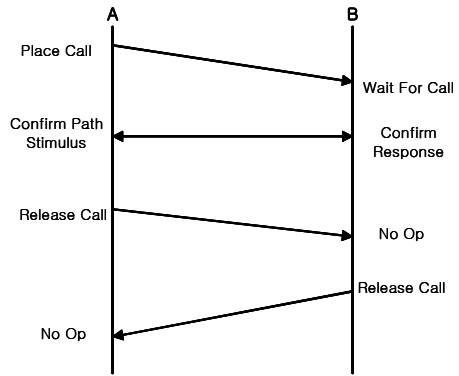 A
B
Place Call
Wait For Call
Confirm Path
Stimulus
Confirm
Response
Release Call
No Op
Release Call
No Op